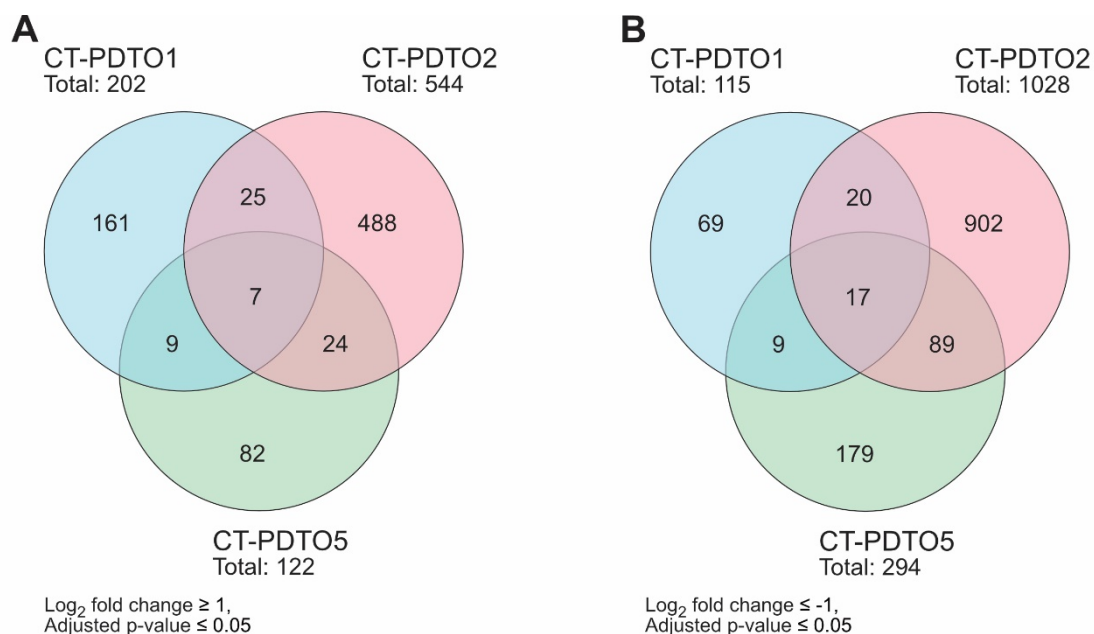 A
CT-PDTO1
Total: 202
CT-PDTO2
Total: 544
161
25
488
7
9
24
82
CT-PDTO5
Total: 122
Log₂ fold change ≥ 1,
Adjusted p-value ≤ 0.05
B
CT-PDTO1
Total: 115
CT-PDTO2
Total: 1028
69
20
902
17
9
89
179
CT-PDTO5
Total: 294
Log₂ fold change ≤ -1,
Adjusted p-value ≤ 0.05